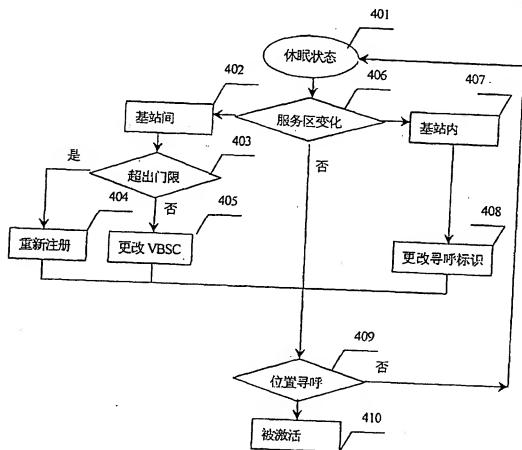 401
休眠状态
402
406
407
基站间
服务区变化
基站内
403
是
超出门限
否
404
否
405
408
重新注册
更改 VBSC
更改寻呼标识
409
位置寻呼
否
410
被激活